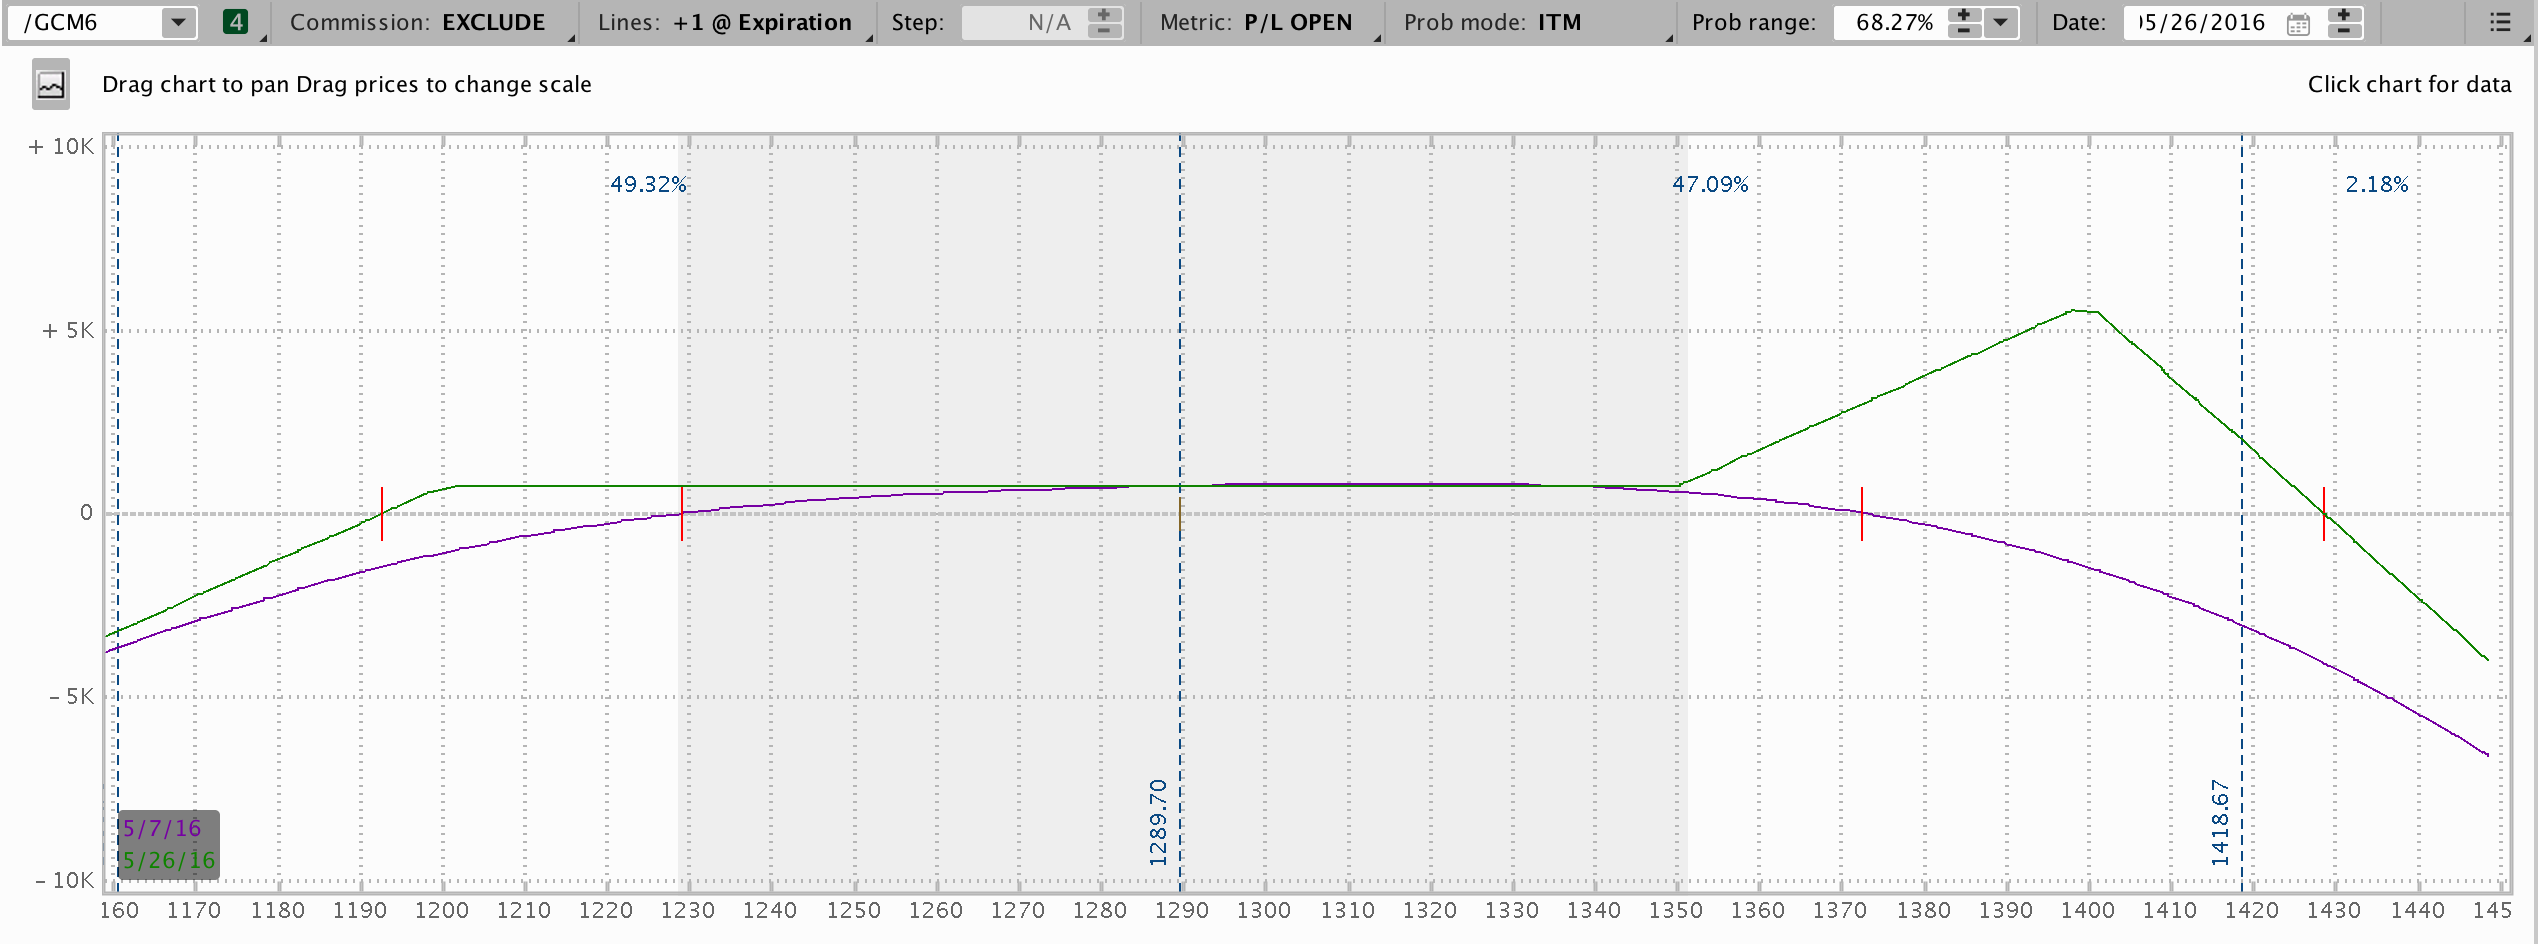 /GCM6 4 Commission: EXCLUDE Lines: +1 @ Expiration Step: N/A Metric: P/L OPEN Prob mode: ITM Prob range: 68.27% Date: 05/26/2016
Drag chart to pan Drag prices to change scale Click chart for data
+ 10K
49.32% 47.09% 2.18%
+ 5K
0
- 5K
1289.70
1418.67
5/7/16
5/26/16
- 10K
160 1170 1180 1190 1200 1210 1220 1230 1240 1250 1260 1270 1280 1290 1300 1310 1320 1330 1340 1350 1360 1370 1380 1390 1400 1410 1420 1430 1440 145